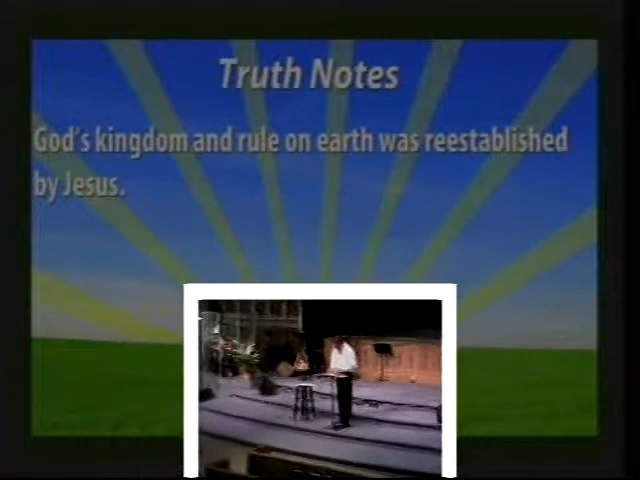 Truth Notes
God's kingdom and rule on earth was reestablished
by Jesus.